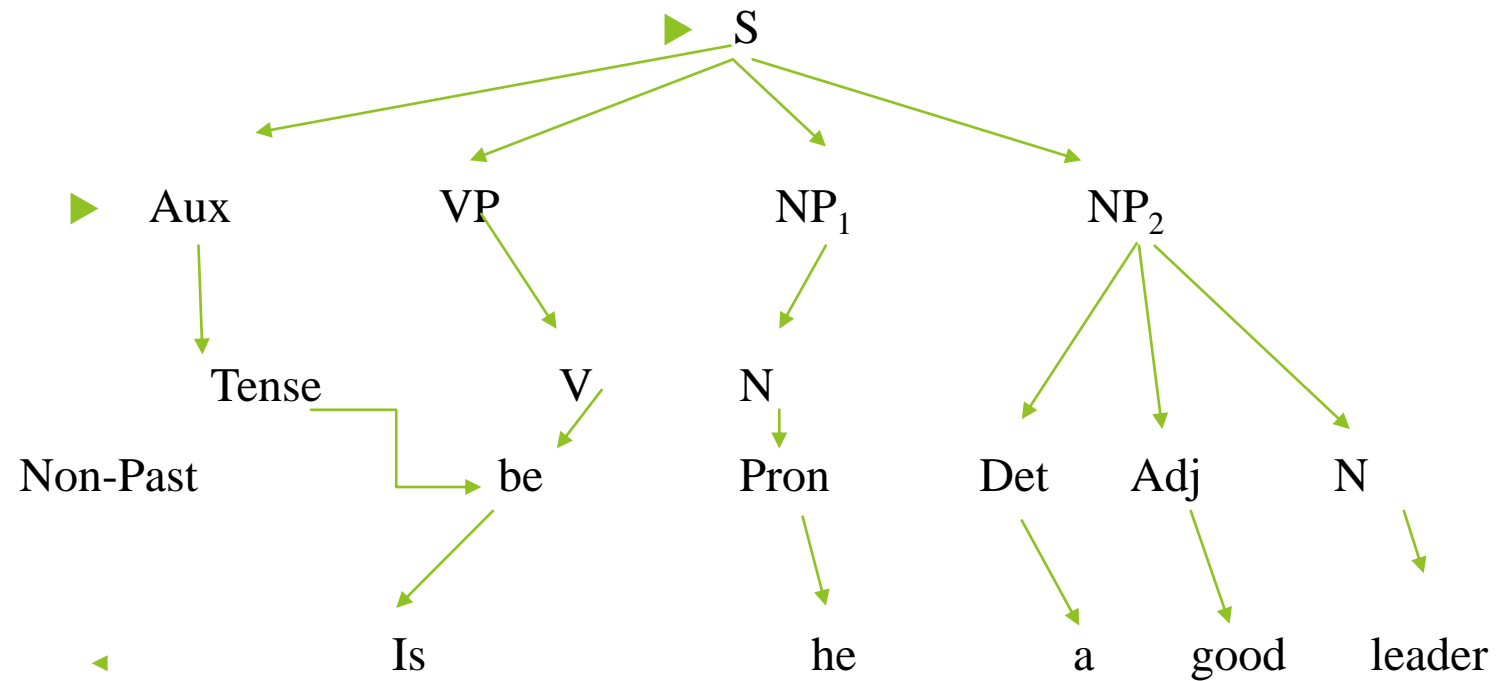 S
Aux VP NP₁ NP₂
Tense V N
Non-Past be Pron Det Adj N
Is he a good leader